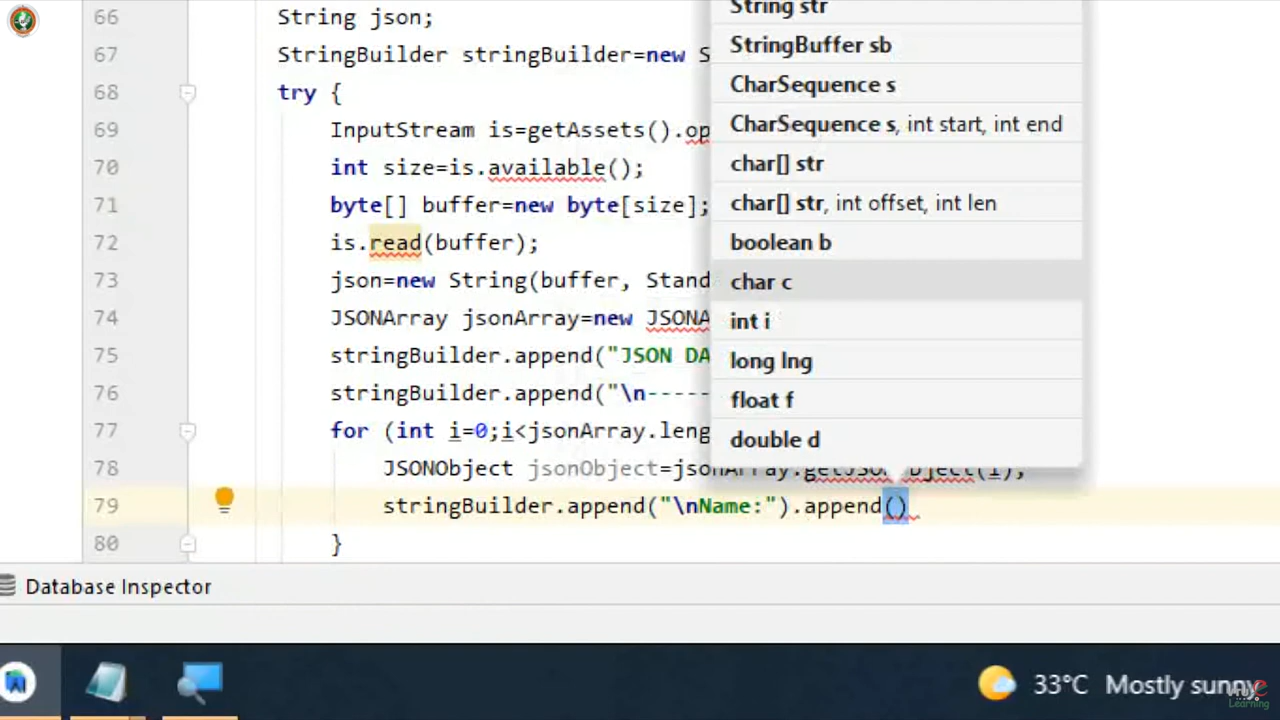 66 String json;
67 StringBuilder stringBuilder=new S
68 try {
69 InputStream is=getAssets().op
70 int size=is.available();
71 byte[] buffer=new byte[size];
72 is.read(buffer);
73 json=new String(buffer, Stand
74 JSONArray jsonArray=new JSONA
75 stringBuilder.append("JSON DA
76 stringBuilder.append("\n-----
77 for (int i=0;i<jsonArray.leng
78 JSONObject jsonObject=jsonArray.getJSONObject(i);
79 stringBuilder.append("\nName:").append()
80 }
String str
StringBuffer sb
CharSequence s
CharSequence s, int start, int end
char[] str
char[] str, int offset, int len
boolean b
char c
int i
long lng
float f
double d
Database Inspector
33°C Mostly sunny
Learning